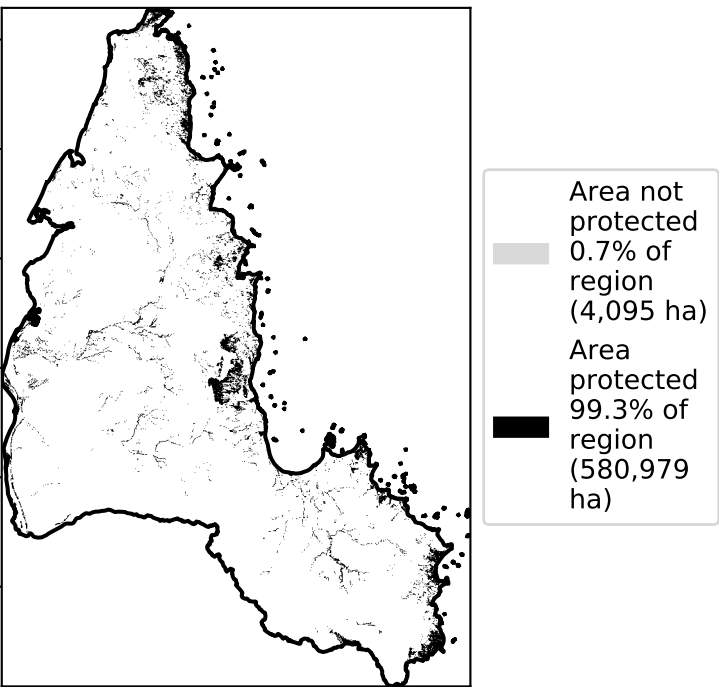 Area not
protected
0.7% of
region
(4,095 ha)
Area
protected
99.3% of
region
(580,979
ha)